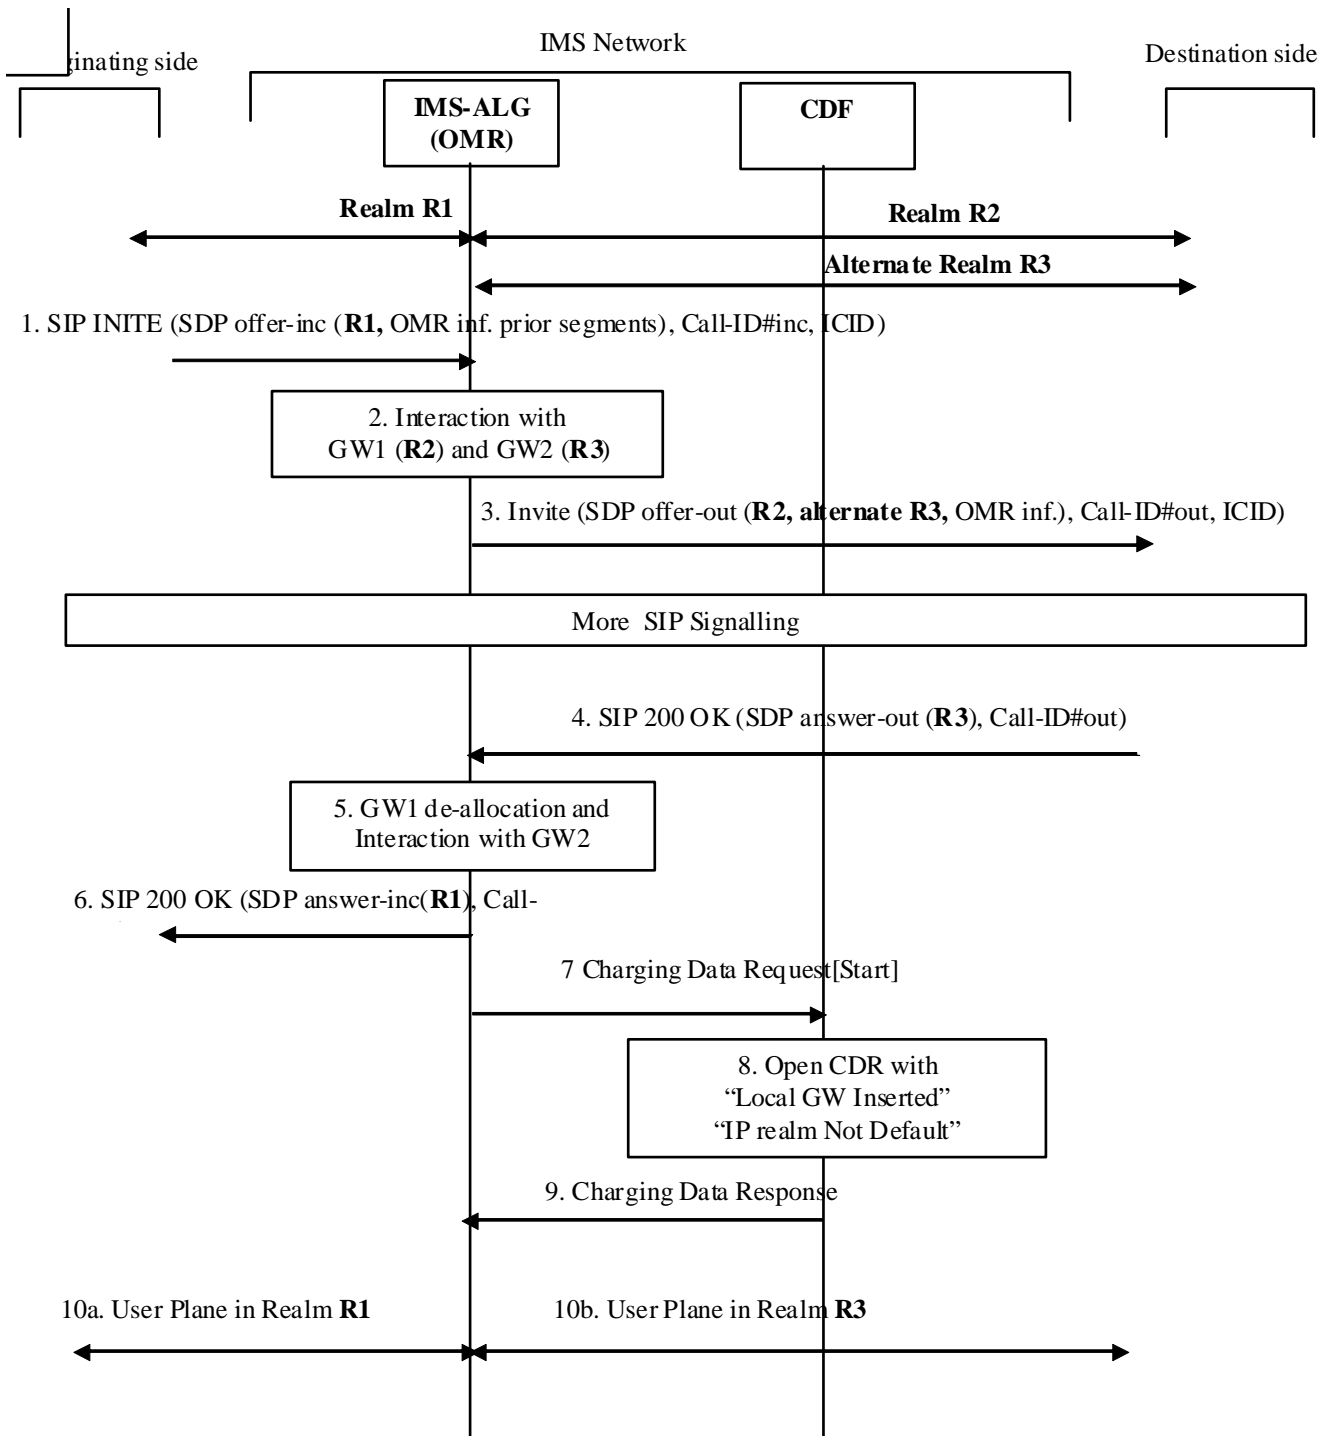 IMS Network
ginating side
Destination side
IMS-ALG
(OMR)
CDF
Realm R1
Realm R2
Alternate Realm R3
1. SIP INITE (SDP offer-inc (R1, OMR inf. prior segments), Call-ID#inc, ICID)
2. Interaction with
GW1 (R2) and GW2 (R3)
3. Invite (SDP offer-out (R2, alternate R3, OMR inf.), Call-ID#out, ICID)
More SIP Signalling
4. SIP 200 OK (SDP answer-out (R3), Call-ID#out)
5. GW1 de-allocation and
Interaction with GW2
6. SIP 200 OK (SDP answer-inc(R1), Call-
7 Charging Data Request[Start]
8. Open CDR with
“Local GW Inserted”
“IP realm Not Default”
9. Charging Data Response
10a. User Plane in Realm R1
10b. User Plane in Realm R3